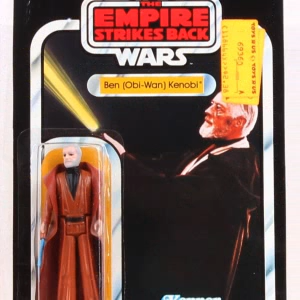 THE
EMPIRE
STRIKES BACK
WARS
Ben (Obi-Wan) Kenobi
Kenner